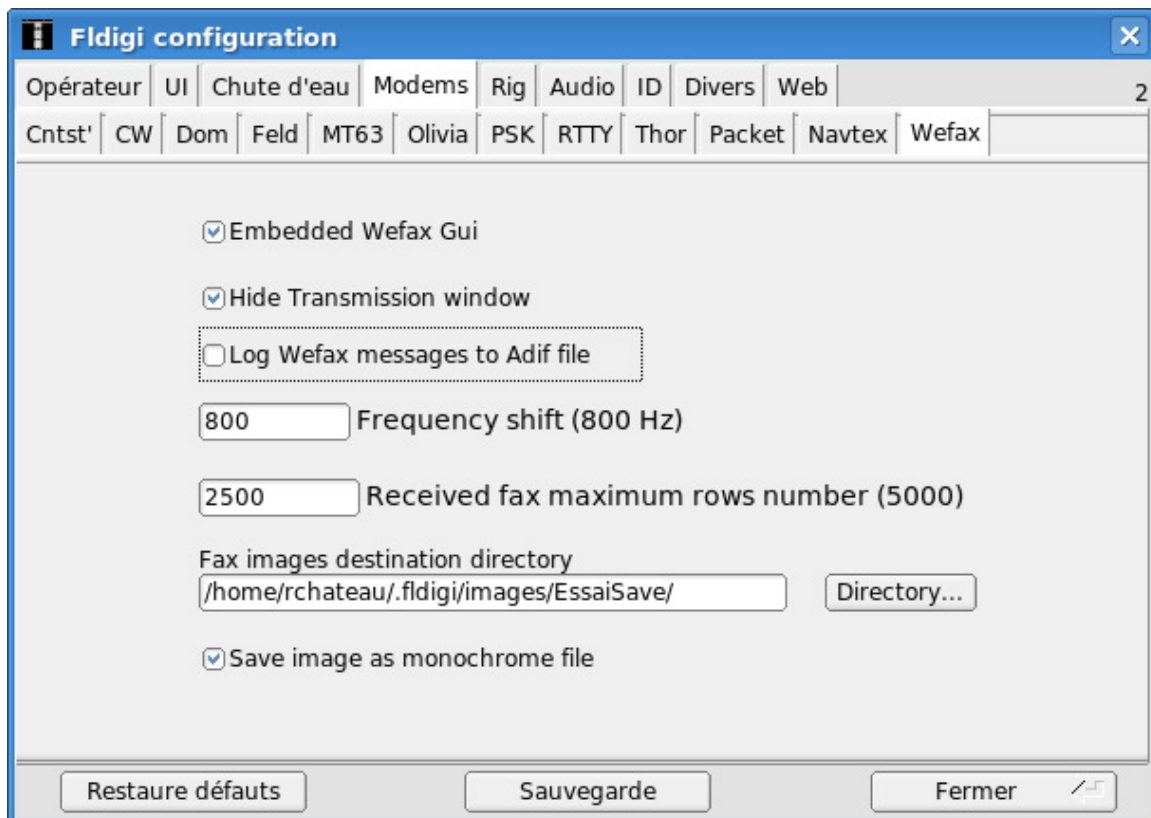 Fldigi configuration
Opérateur UI Chute d'eau Modems Rig Audio ID Divers Web 2
Cntst' CW Dom Feld MT63 Olivia PSK RTTY Thor Packet Navtex Wefax
Embedded Wefax Gui
Hide Transmission window
Log Wefax messages to Adif file
800 Frequency shift (800 Hz)
2500 Received fax maximum rows number (5000)
Fax images destination directory
/home/rchateau/.fldigi/images/EssaiSave/ Directory...
Save image as monochrome file
Restaure défauts Sauvegarde Fermer